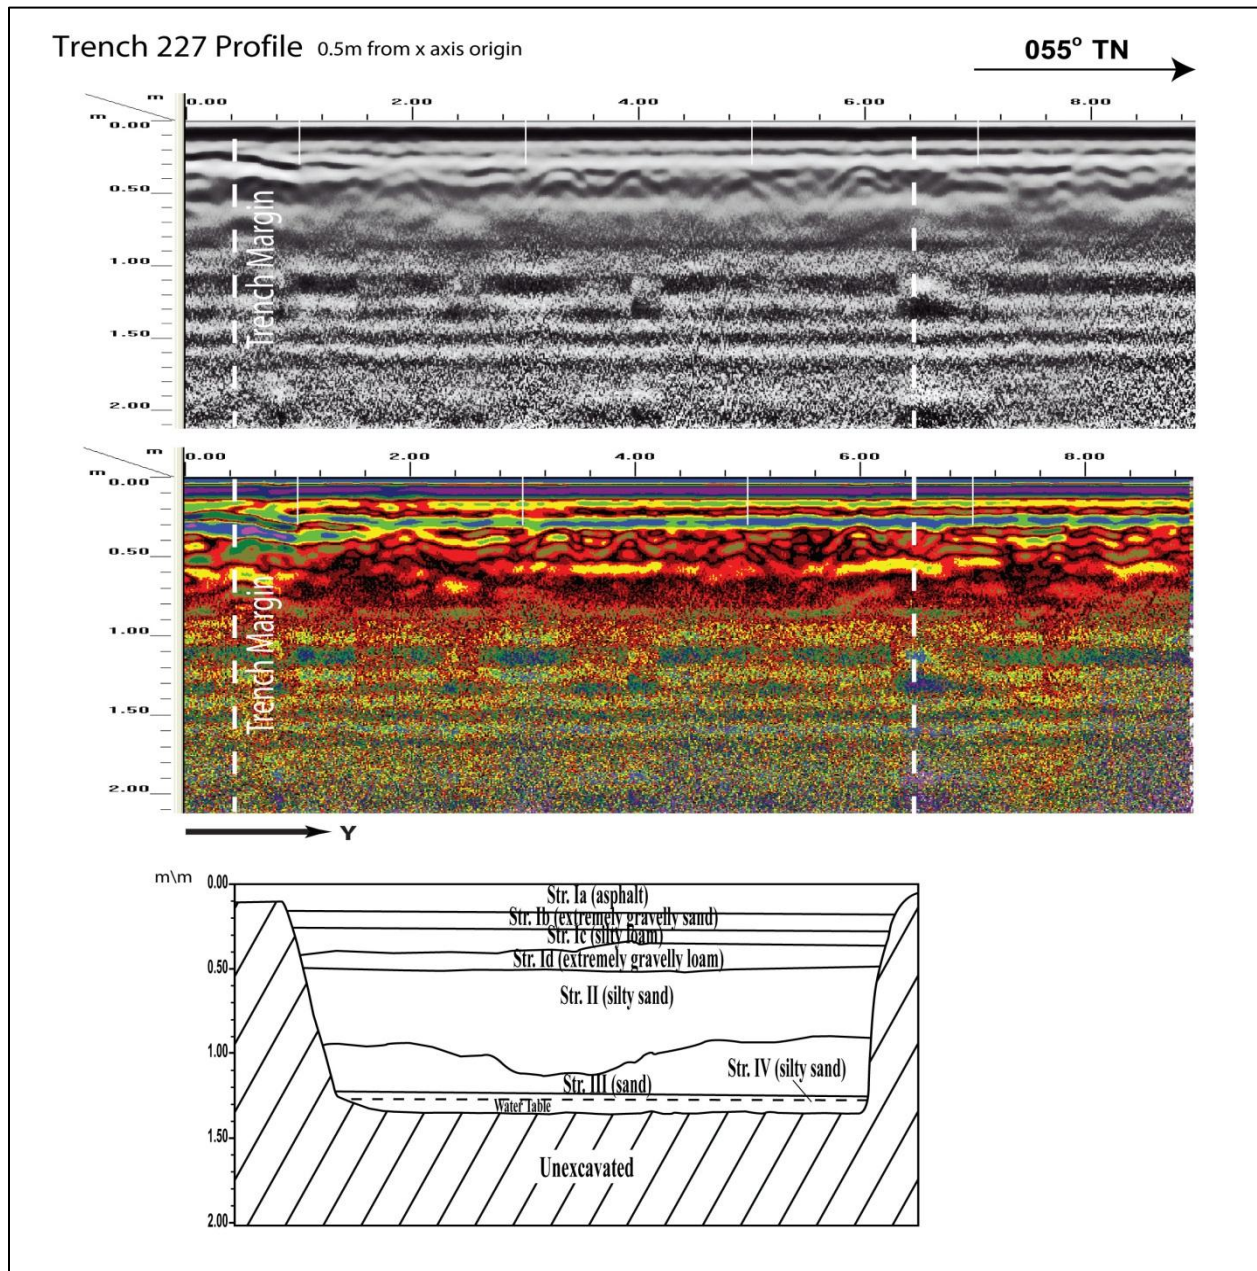 Trench 227 Profile 0.5m from x axis origin
055° TN
m 0.00 2.00 4.00 6.00 8.00
m 0.00
0.50
1.00
1.50
2.00
Trench Margin
m 0.00 2.00 4.00 6.00 8.00
m 0.00
0.50
1.00
1.50
2.00
Trench Margin
Y
m\m
0.00
0.50
1.00
1.50
2.00
Str. Ia (asphalt)
Str. Ib (extremely gravelly sand)
Str. Ic (silty loam)
Str. Id (extremely gravelly loam)
Str. II (silty sand)
Str. IV (silty sand)
Str. III (sand)
Water Table
Unexcavated